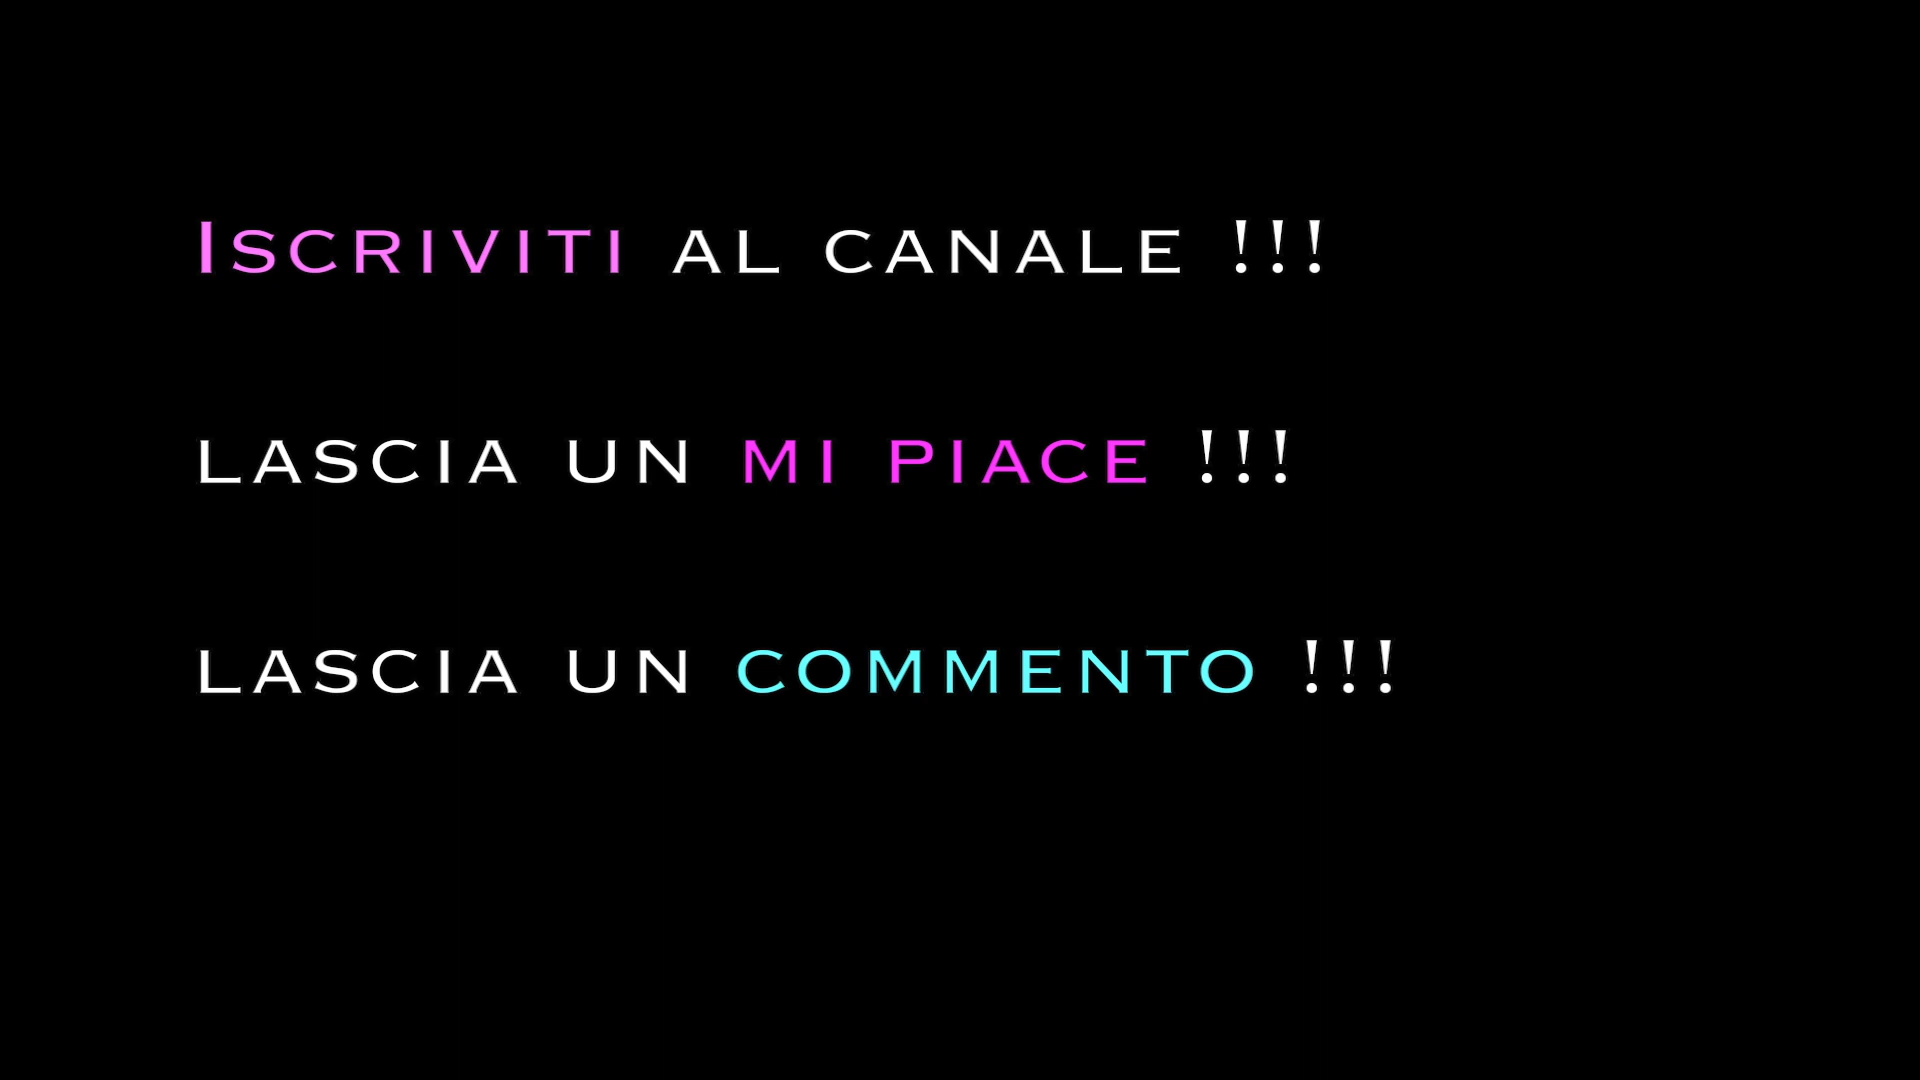 Iscriviti al canale !!!
lascia un mi piace !!!
lascia un commento !!!